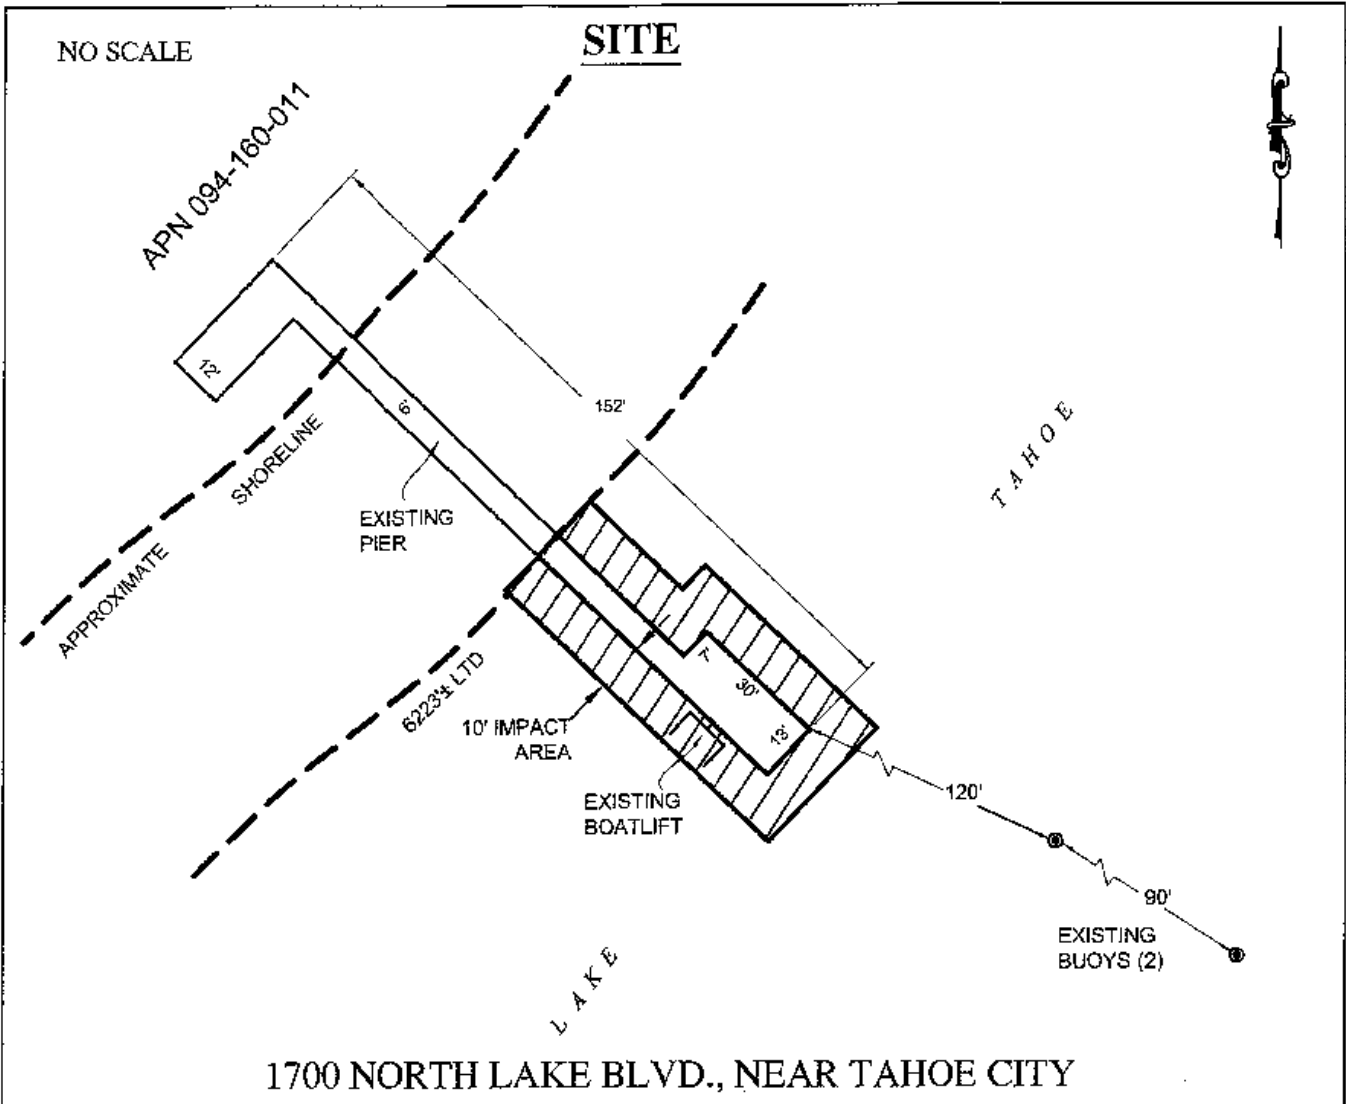 NO SCALE
SITE
APN 094-160-011
12'
6'
152'
TAHOE
SHORELINE
APPROXIMATE
EXISTING
PIER
6223'± LTD
7'
30'
13'
10' IMPACT
AREA
EXISTING
BOATLIFT
120'
90'
EXISTING
BUOYS (2)
LAKE
1700 NORTH LAKE BLVD., NEAR TAHOE CITY